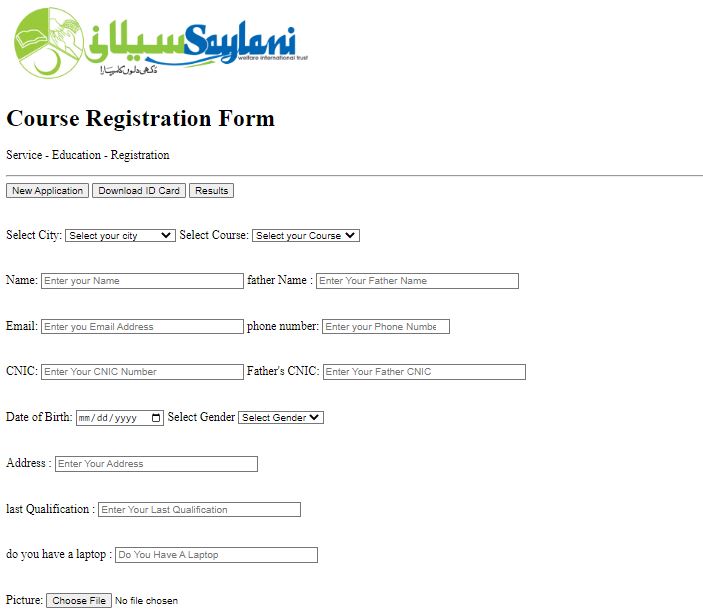 سیلانی Saylani
welfare international trust
دکھی دلوں کا سہارا
Course Registration Form
Service - Education - Registration
New Application Download ID Card Results
Select City: Select your city Select Course: Select your Course
Name: Enter your Name father Name : Enter Your Father Name
Email: Enter you Email Address phone number: Enter your Phone Numbe
CNIC: Enter Your CNIC Number Father's CNIC: Enter Your Father CNIC
Date of Birth: mm/dd/yyyy Select Gender Select Gender
Address : Enter Your Address
last Qualification : Enter Your Last Qualification
do you have a laptop : Do You Have A Laptop
Picture: Choose File No file chosen